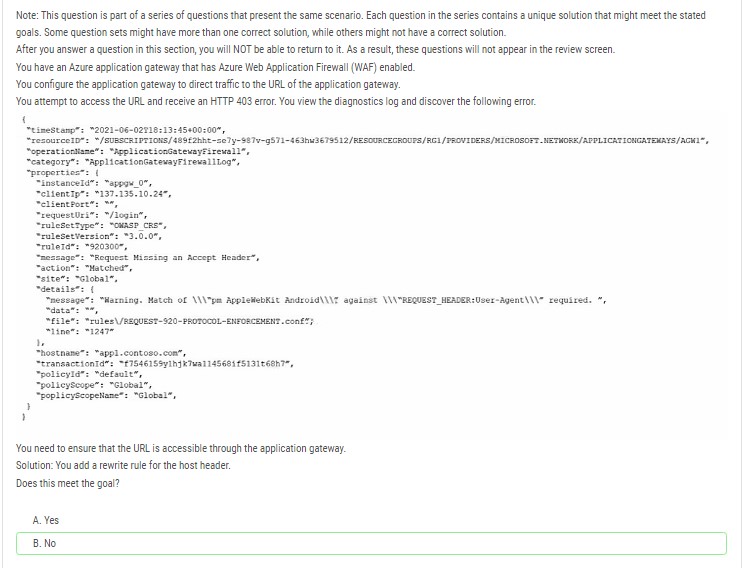 Note: This question is part of a series of questions that present the same scenario. Each question in the series contains a unique solution that might meet the stated
goals. Some question sets might have more than one correct solution, while others might not have a correct solution.
After you answer a question in this section, you will NOT be able to return to it. As a result, these questions will not appear in the review screen.
You have an Azure application gateway that has Azure Web Application Firewall (WAF) enabled.
You configure the application gateway to direct traffic to the URL of the application gateway.
You attempt to access the URL and receive an HTTP 403 error. You view the diagnostics log and discover the following error.
{
"timeStamp": "2021-06-02T18:13:45+00:00",
"resourceID": "/SUBSCRIPTIONS/489f2hht-se7y-987v-g571-463hw3679512/RESOURCEGROUPS/RG1/PROVIDERS/MICROSOFT.NETWORK/APPLICATIONGATEWAYS/AGW1",
"operationName": "ApplicationGatewayFirewall",
"category": "ApplicationGatewayFirewallLog",
"properties": {
"instanceId": "appgw_0",
"clientIp": "137.135.10.24",
"clientPort": "",
"requestUri": "/login",
"ruleSetType": "OWASP_CRS",
"ruleSetVersion": "3.0.0",
"ruleId": "920300",
"message": "Request Missing an Accept Header",
"action": "Matched",
"site": "Global",
"details": {
"message": "Warning. Match of \\\"pm AppleWebKit Android\\\" against \\\"REQUEST_HEADER:User-Agent\\\" required. ",
"data": "",
"file": "rules\/REQUEST-920-PROTOCOL-ENFORCEMENT.conf";
"line": "1247"
},
"hostname": "app1.contoso.com",
"transactionId": "f7546159ylhjk7wal14568if5131t68h7",
"policyId": "default",
"policyScope": "Global",
"poplicyScopeName": "Global",
}
}
You need to ensure that the URL is accessible through the application gateway.
Solution: You add a rewrite rule for the host header.
Does this meet the goal?
A. Yes
B. No